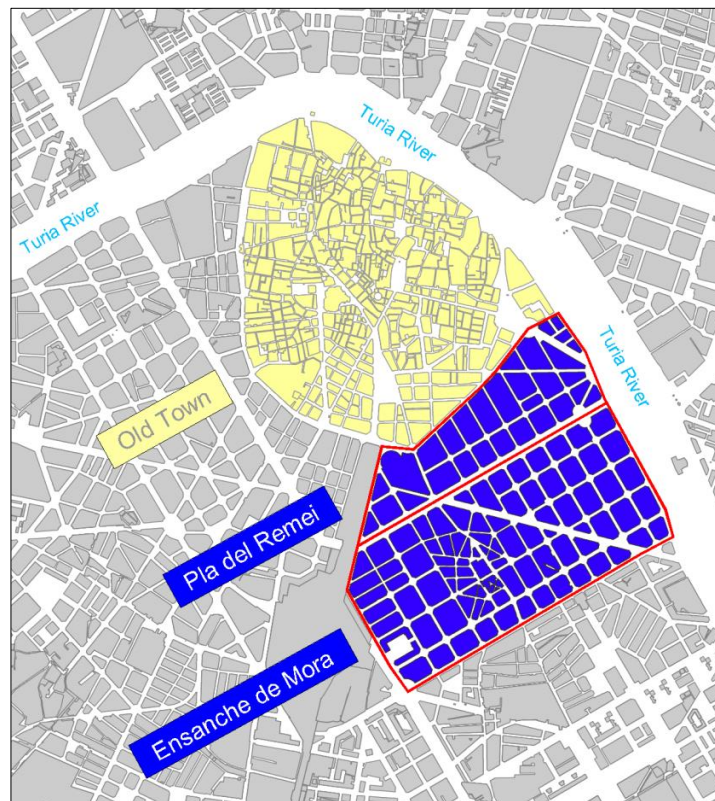 Turia River
Turia River
Turia River
Old Town
Pla del Remei
Ensanche de Mora